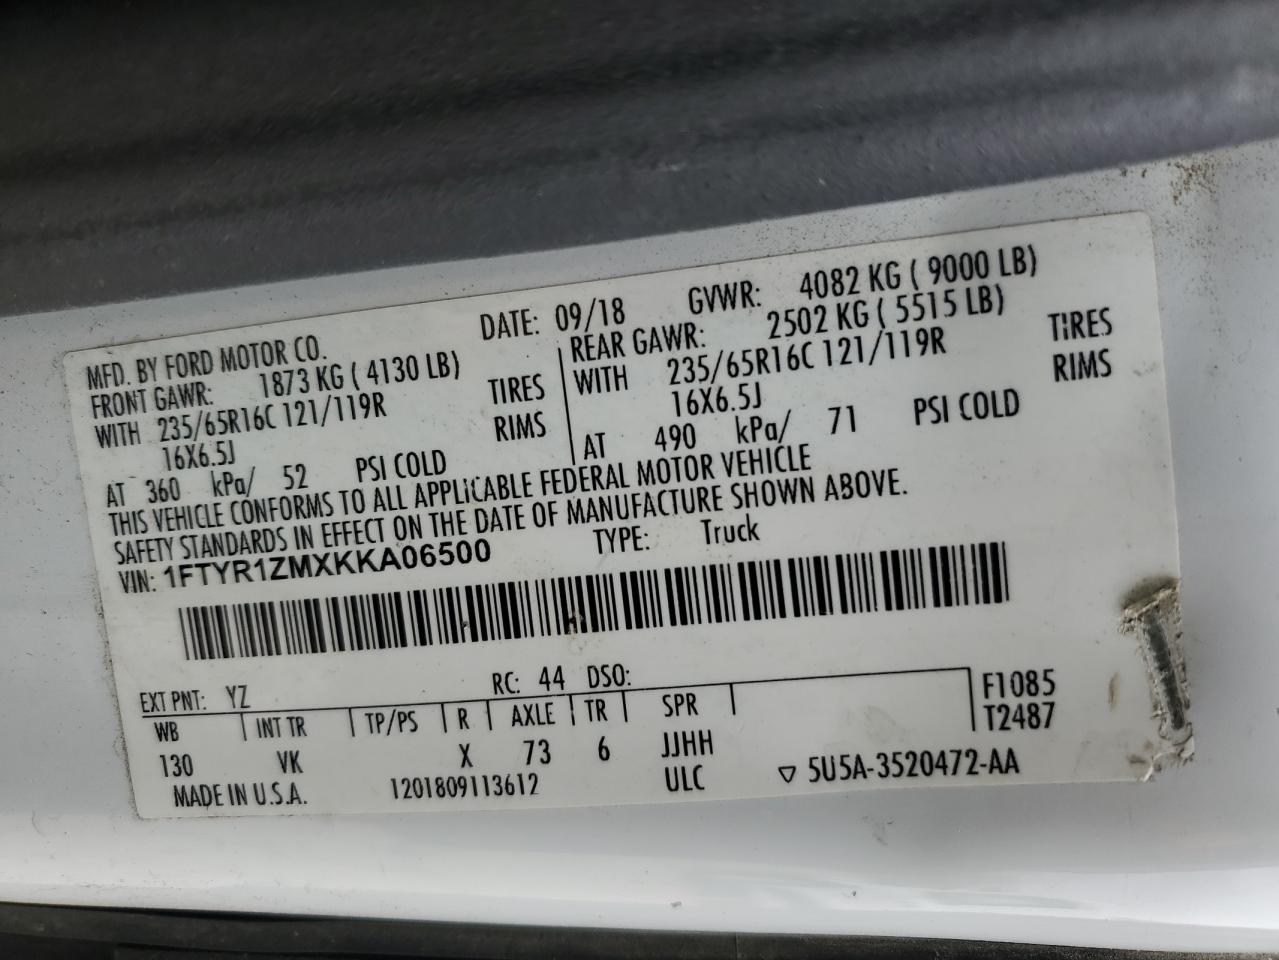 MFD. BY FORD MOTOR CO.
DATE: 09/18
GVWR: 4082 KG ( 9000 LB)
FRONT GAWR: 1873 KG ( 4130 LB)
WITH 235/65R16C 121/119R TIRES
16X6.5J RIMS
AT 360 kPa/ 52 PSI COLD
REAR GAWR: 2502 KG ( 5515 LB)
WITH 235/65R16C 121/119R TIRES
16X6.5J RIMS
AT 490 kPa/ 71 PSI COLD
THIS VEHICLE CONFORMS TO ALL APPLICABLE FEDERAL MOTOR VEHICLE
SAFETY STANDARDS IN EFFECT ON THE DATE OF MANUFACTURE SHOWN ABOVE.
VIN: 1FTYR1ZMXKKA06500 TYPE: Truck
EXT PNT: YZ RC: 44 DSO:
WB INT TR TP/PS R AXLE TR SPR F1085
T2487
130 VK X 73 6 JJHH
MADE IN U.S.A. 1201809113612 ULC ▽ 5U5A-3520472-AA